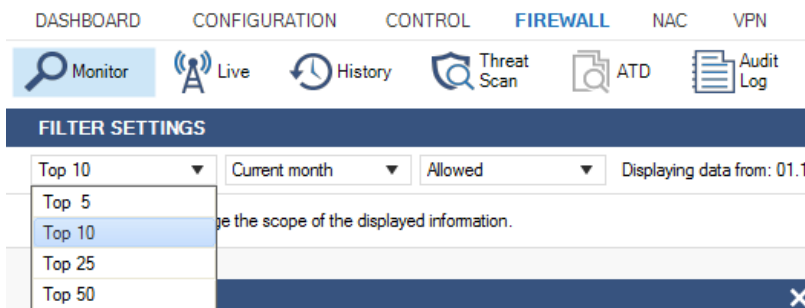 DASHBOARD CONFIGURATION CONTROL FIREWALL NAC VPN
Monitor Live History Threat Scan ATD Audit Log
FILTER SETTINGS
Top 10 Current month Allowed Displaying data from: 01.1
Top 5
ge the scope of the displayed information.
Top 10
Top 25
Top 50